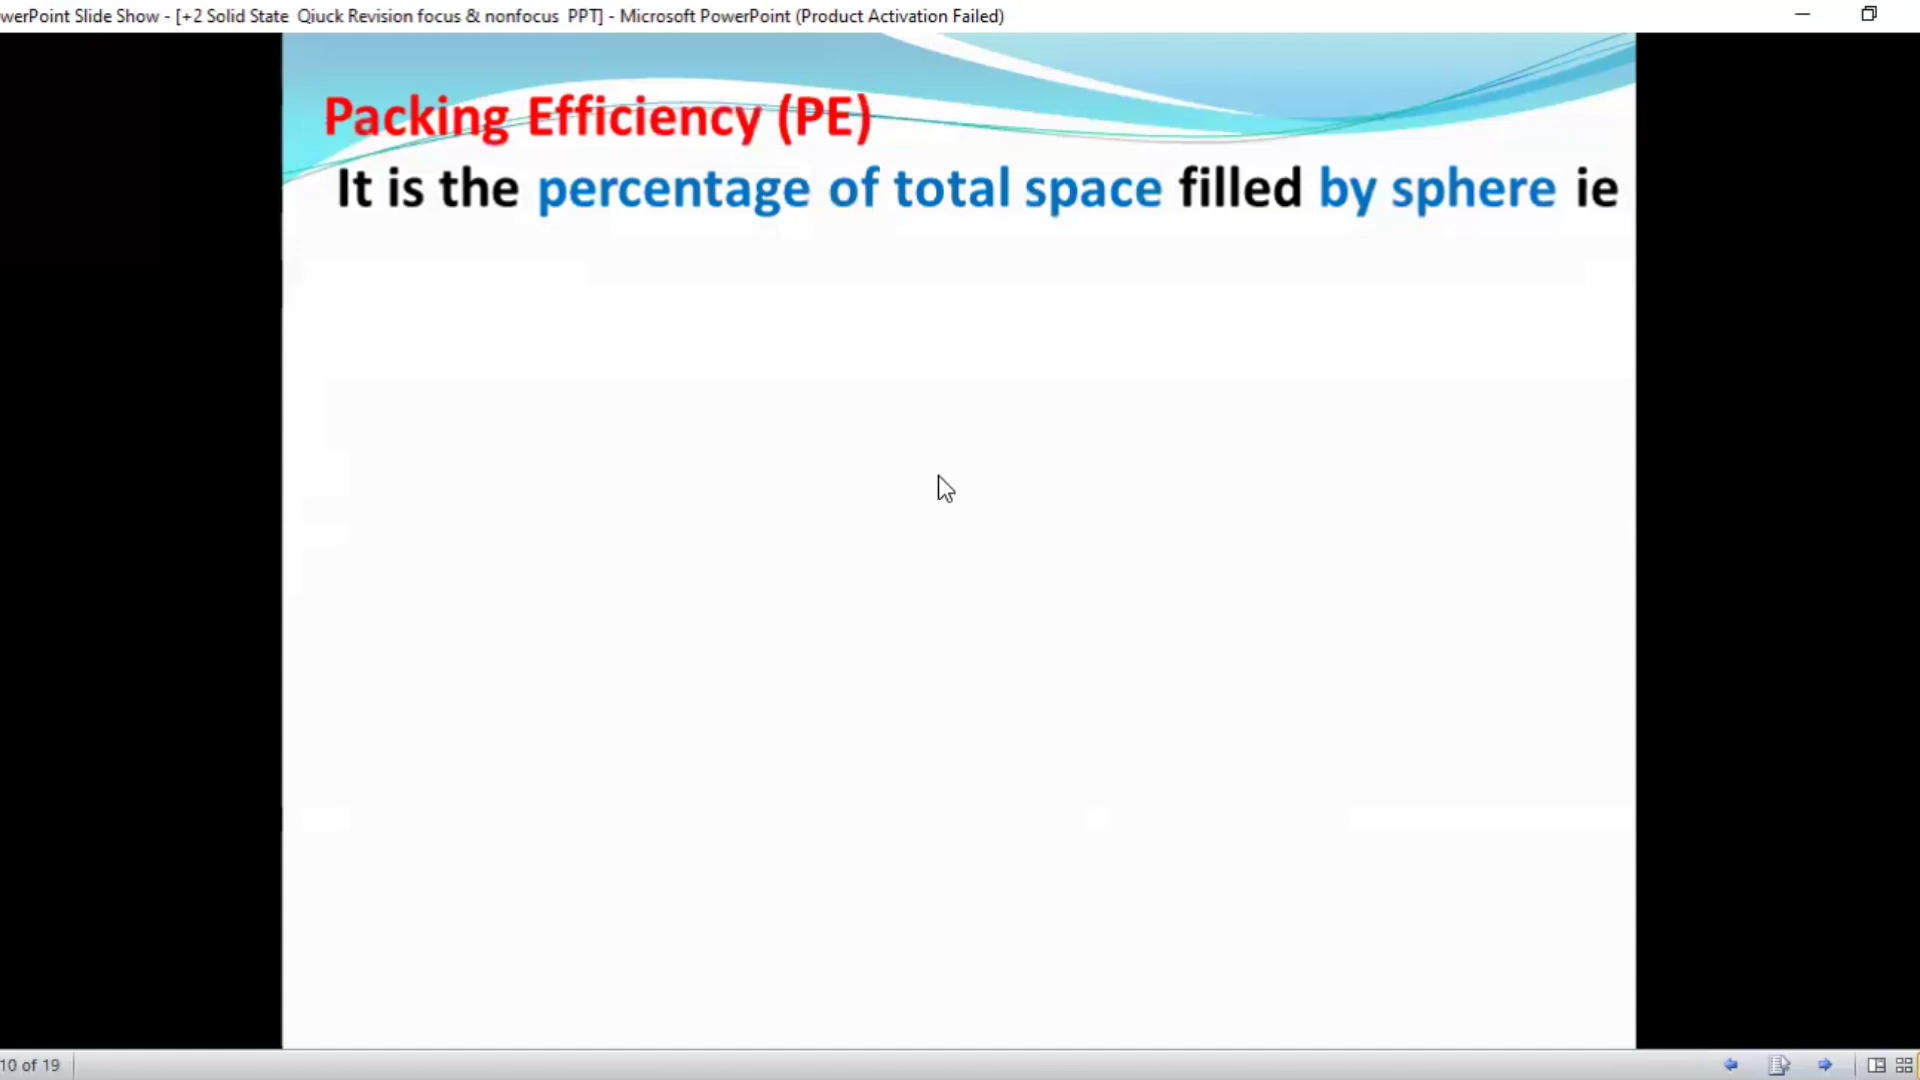 werPoint Slide Show - [+2 Solid State  Qiuck Revision focus & nonfocus  PPT] - Microsoft PowerPoint (Product Activation Failed)
Packing Efficiency (PE)
It is the percentage of total space filled by sphere ie
10 of 19